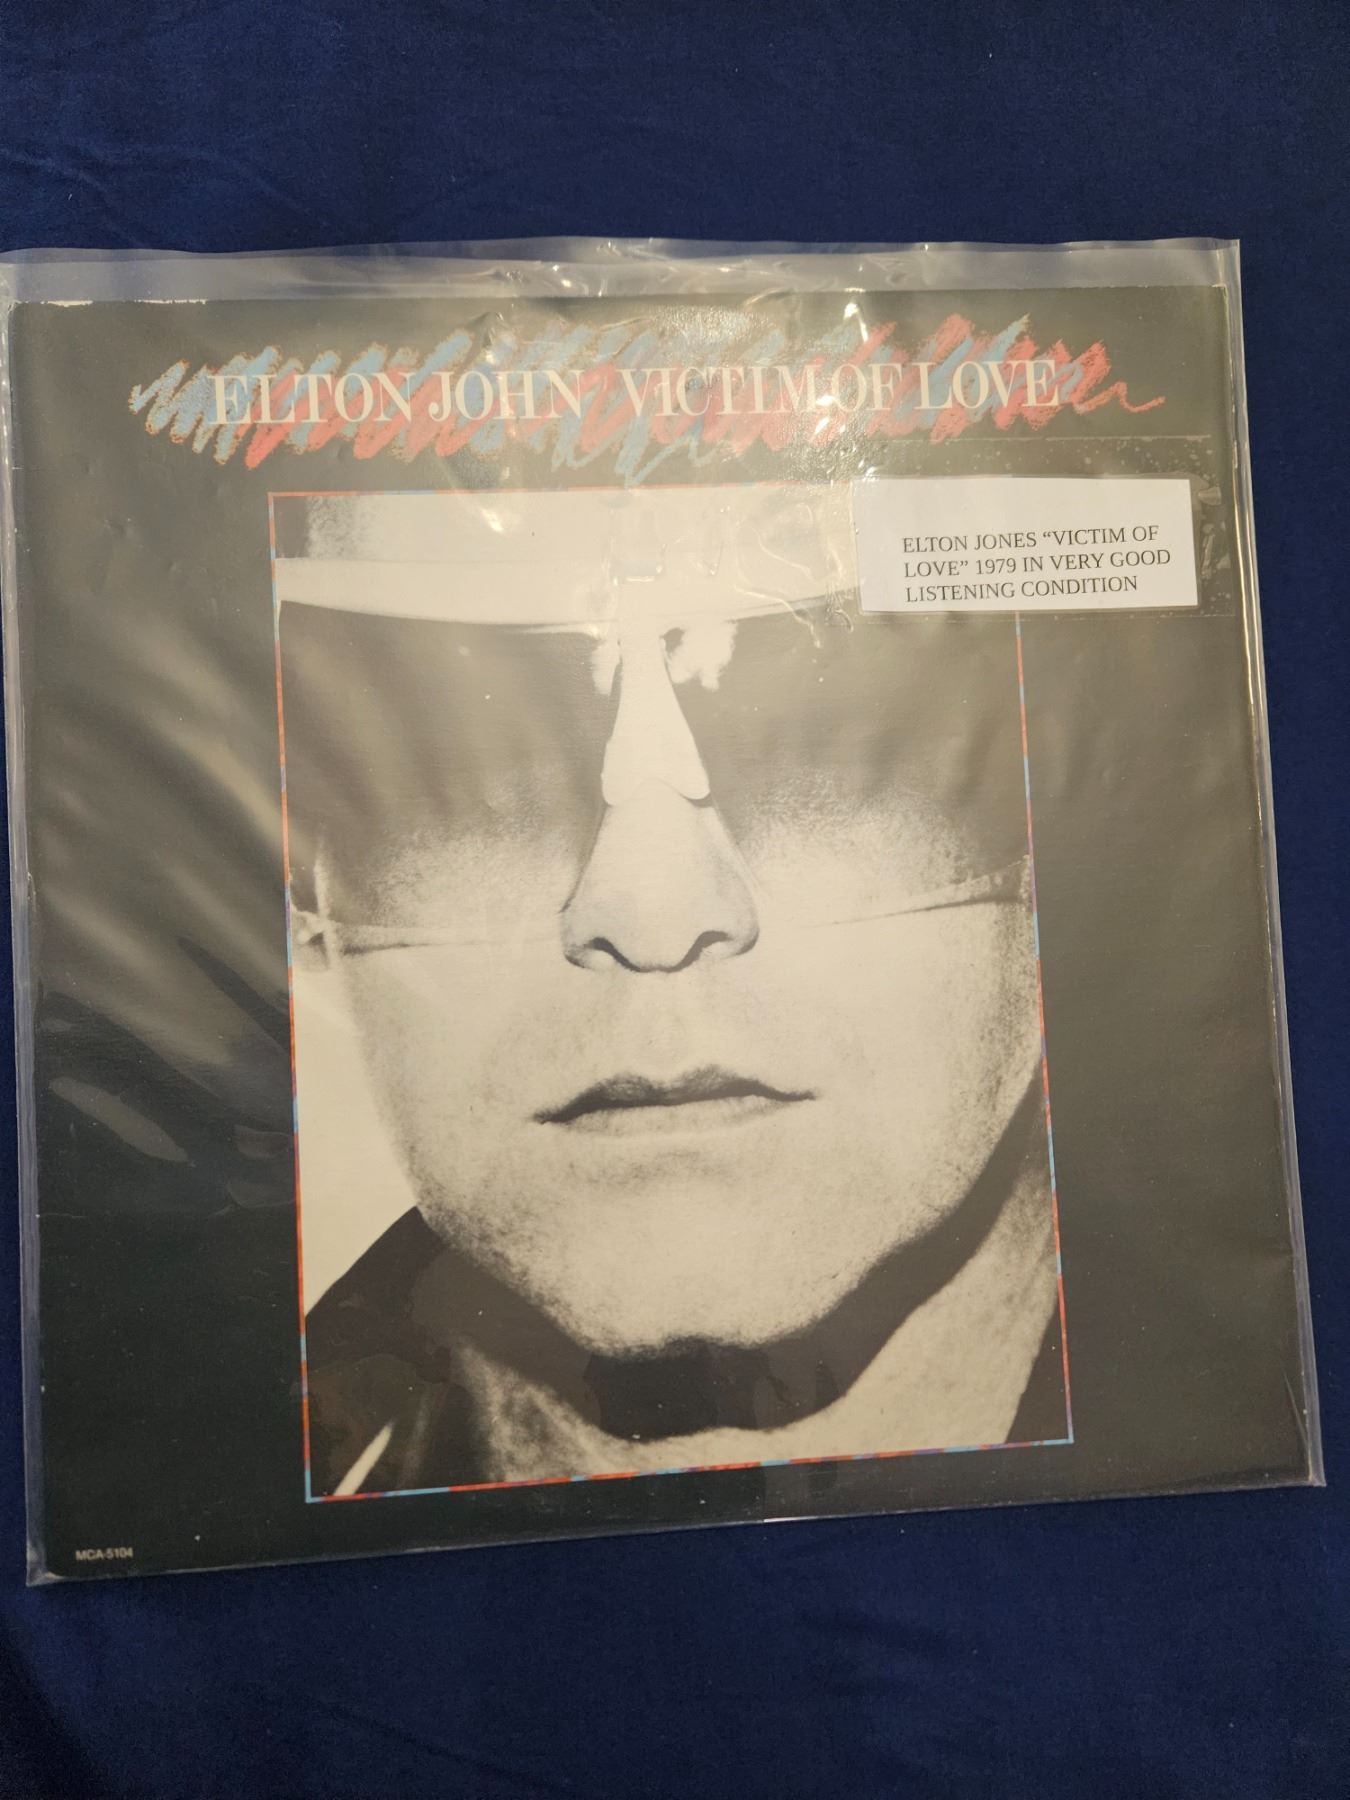 ELTON JOHN VICTIM OF LOVE
ELTON JONES “VICTIM OF
LOVE” 1979 IN VERY GOOD
LISTENING CONDITION
MCA-5104